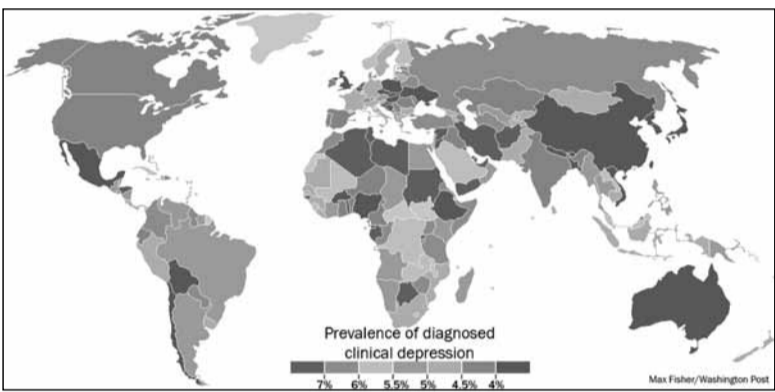 Prevalence of diagnosed
clinical depression
7% 6% 5.5% 5% 4.5% 4%
Max Fisher/Washington Post